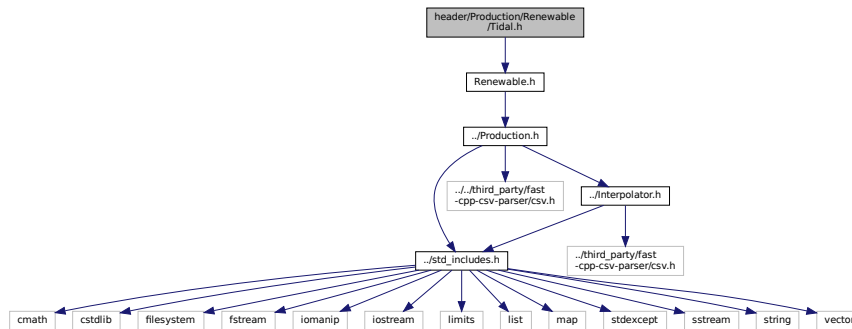 header/Production/Renewable
/Tidal.h
Renewable.h
../Production.h
../../third_party/fast
-cpp-csv-parser/csv.h
../Interpolator.h
../std_includes.h
../third_party/fast
-cpp-csv-parser/csv.h
cmath
cstdlib
filesystem
fstream
iomanip
iostream
limits
list
map
stdexcept
sstream
string
vector